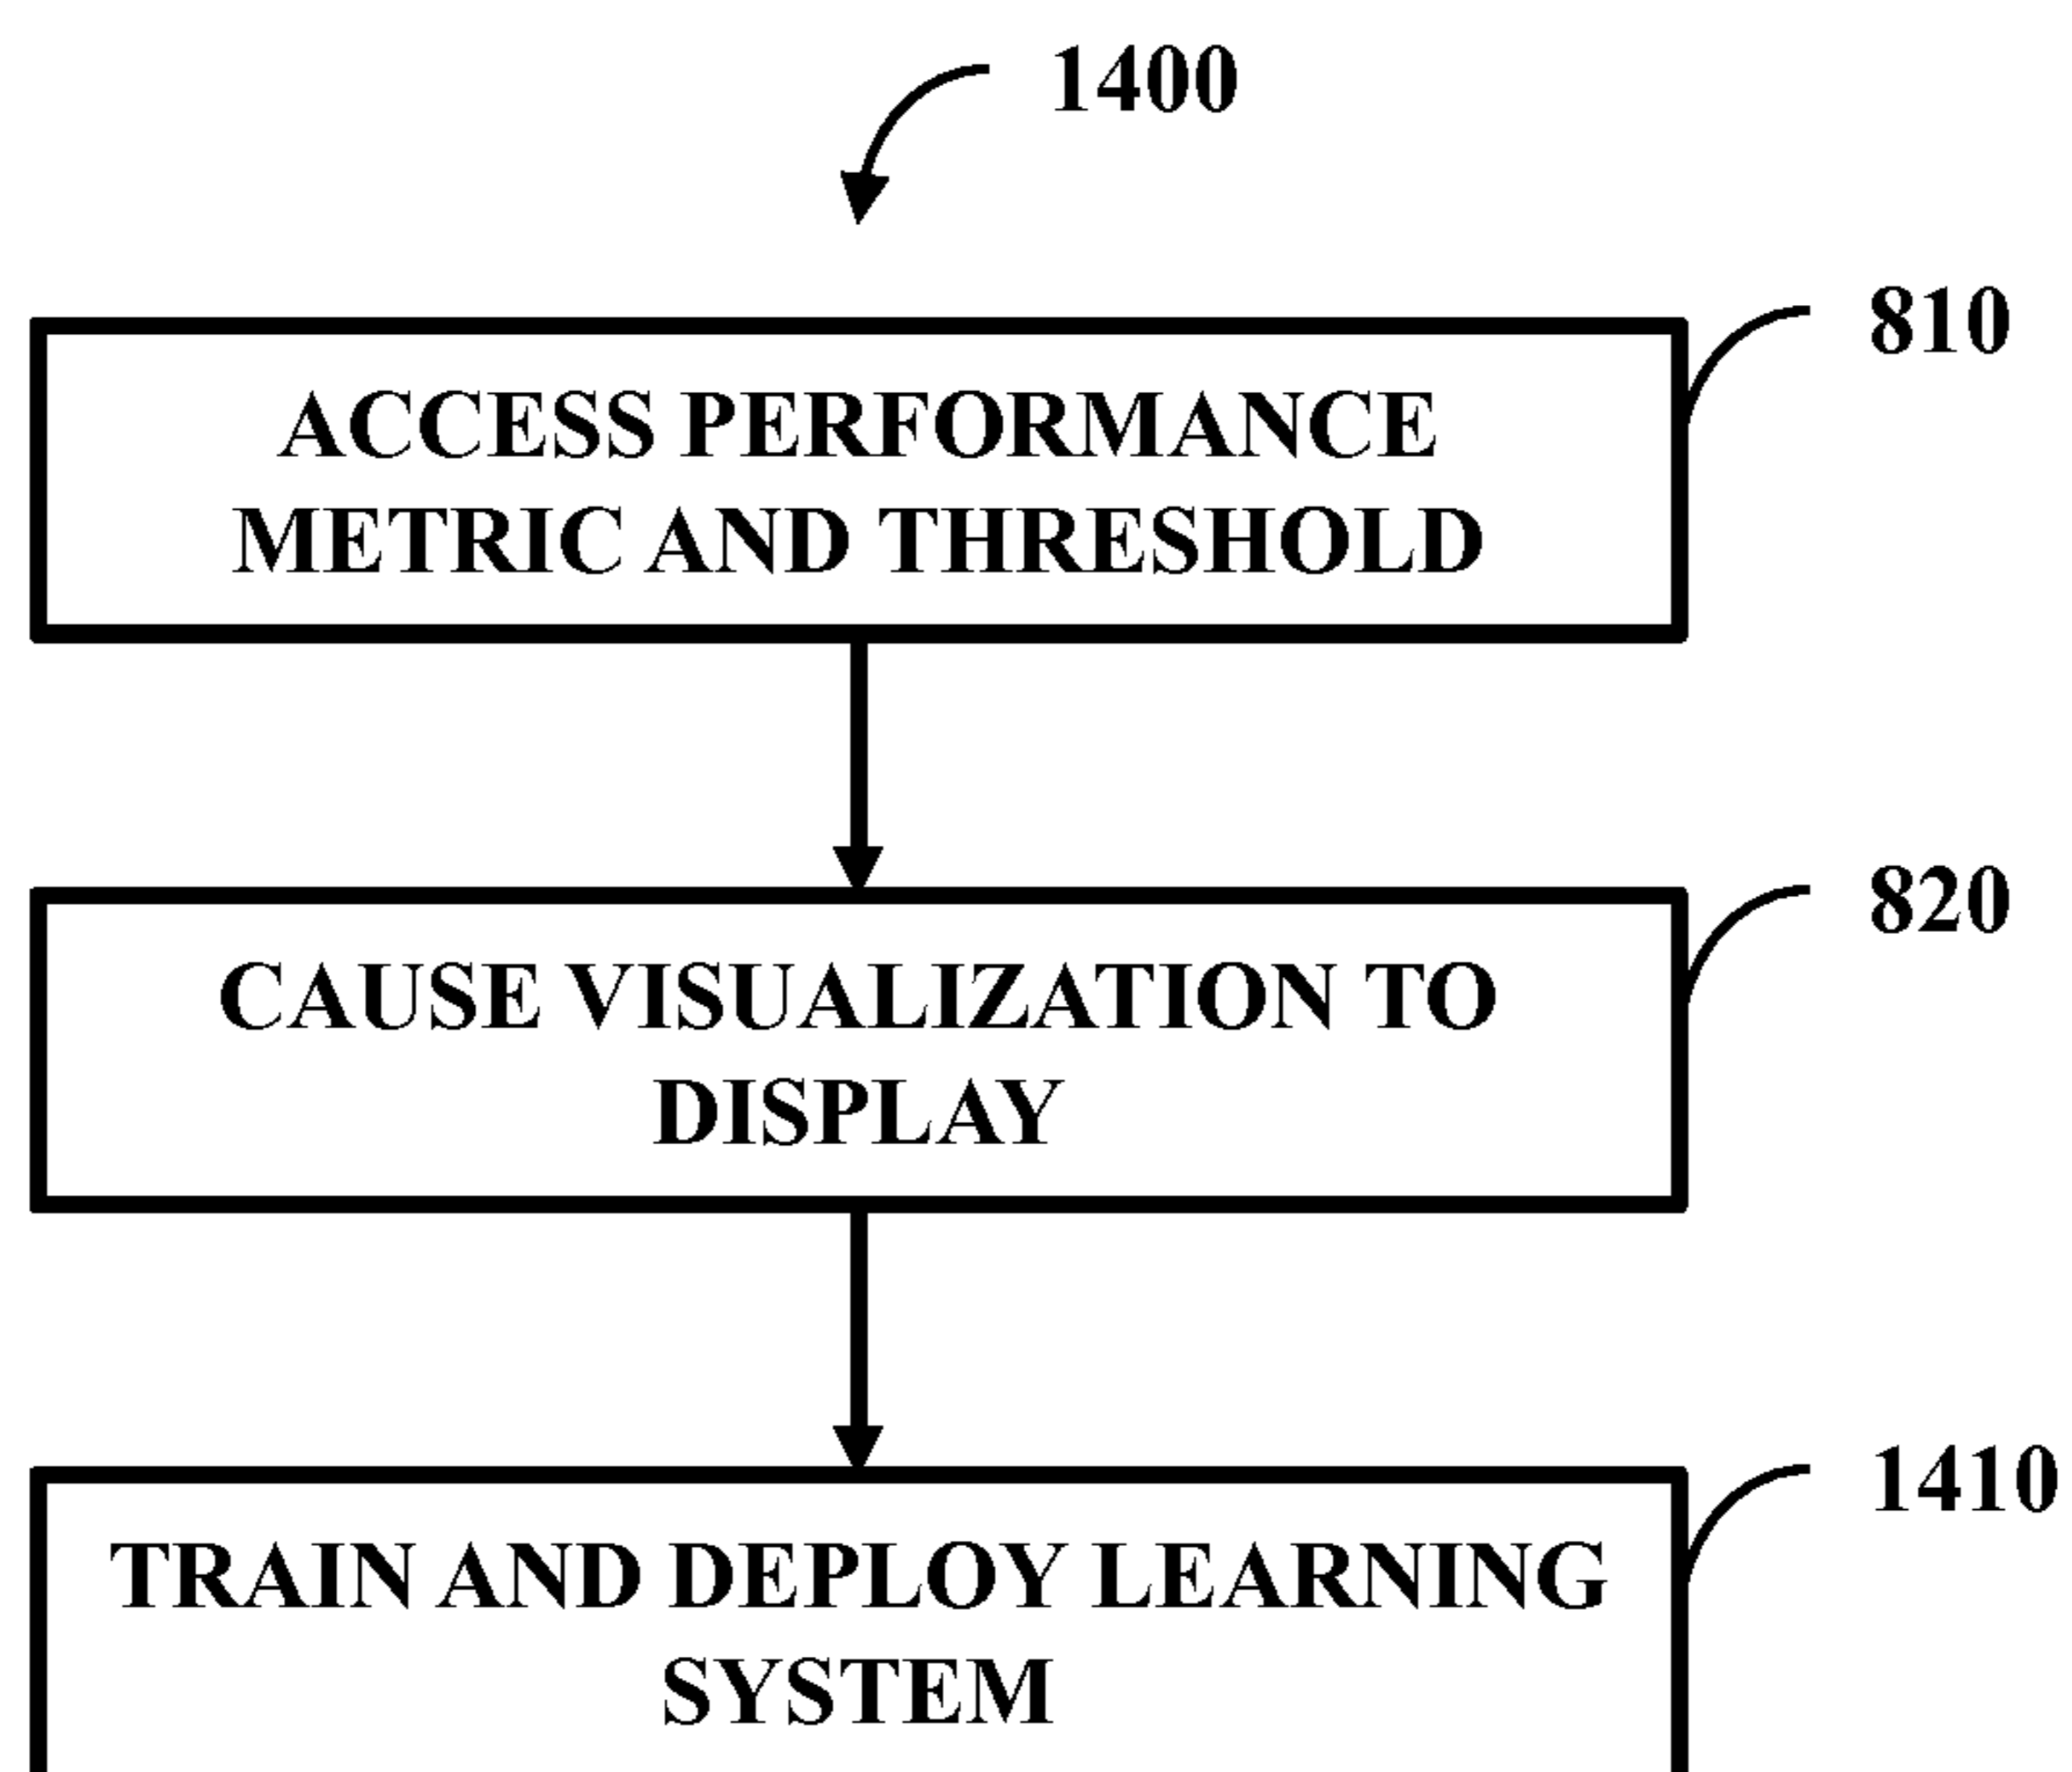 1400
810
ACCESS PERFORMANCE
METRIC AND THRESHOLD
820
CAUSE VISUALIZATION TO
DISPLAY
1410
TRAIN AND DEPLOY LEARNING
SYSTEM